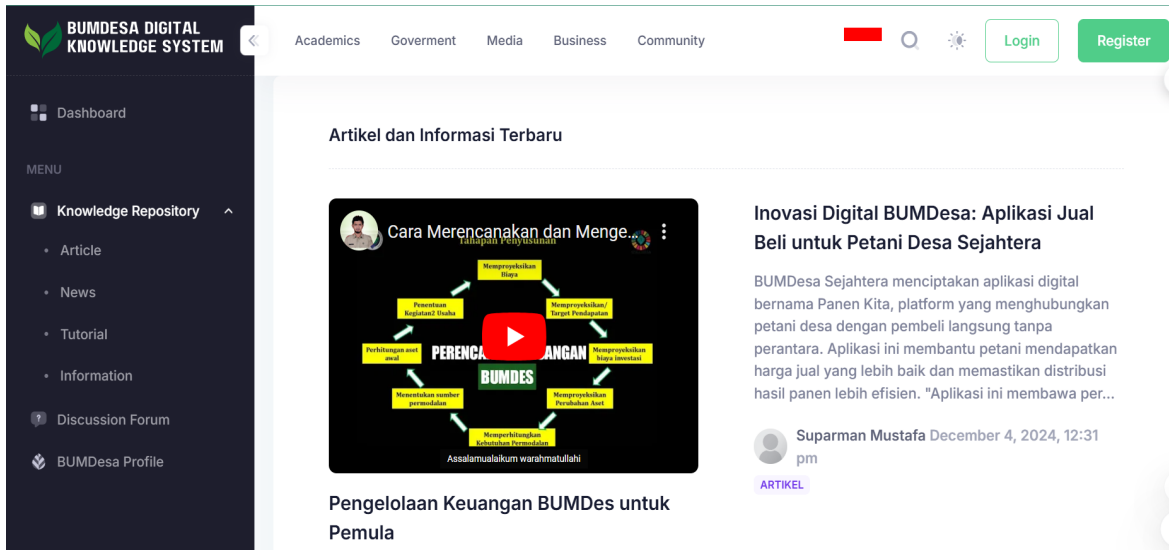 BUMDESA DIGITAL
KNOWLEDGE SYSTEM
Academics
Goverment
Media
Business
Community
Login
Register
Dashboard
MENU
Knowledge Repository
Article
News
Tutorial
Information
Discussion Forum
BUMDesa Profile
Artikel dan Informasi Terbaru
Cara Merencanakan dan Menge...
Tahapan Penyusunan
Memproyeksikan
Biaya
Memproyeksikan/
Target Pendapatan
Memproyeksikan
biaya investasi
Memproyeksikan
Perubahan Aset
Memperhitungkan
Kebutuhan Permodalan
Menentukan sumber
permodalan
Perhitungan aset
awal
Penentuan
Kegiatan2 Usaha
BUMDES
Assalamualaikum warahmatullahi
Pengelolaan Keuangan BUMDes untuk
Pemula
Inovasi Digital BUMDesa: Aplikasi Jual
Beli untuk Petani Desa Sejahtera
BUMDesa Sejahtera menciptakan aplikasi digital
bernama Panen Kita, platform yang menghubungkan
petani desa dengan pembeli langsung tanpa
perantara. Aplikasi ini membantu petani mendapatkan
harga jual yang lebih baik dan memastikan distribusi
hasil panen lebih efisien. "Aplikasi ini membawa per...
Suparman Mustafa December 4, 2024, 12:31
pm
ARTIKEL